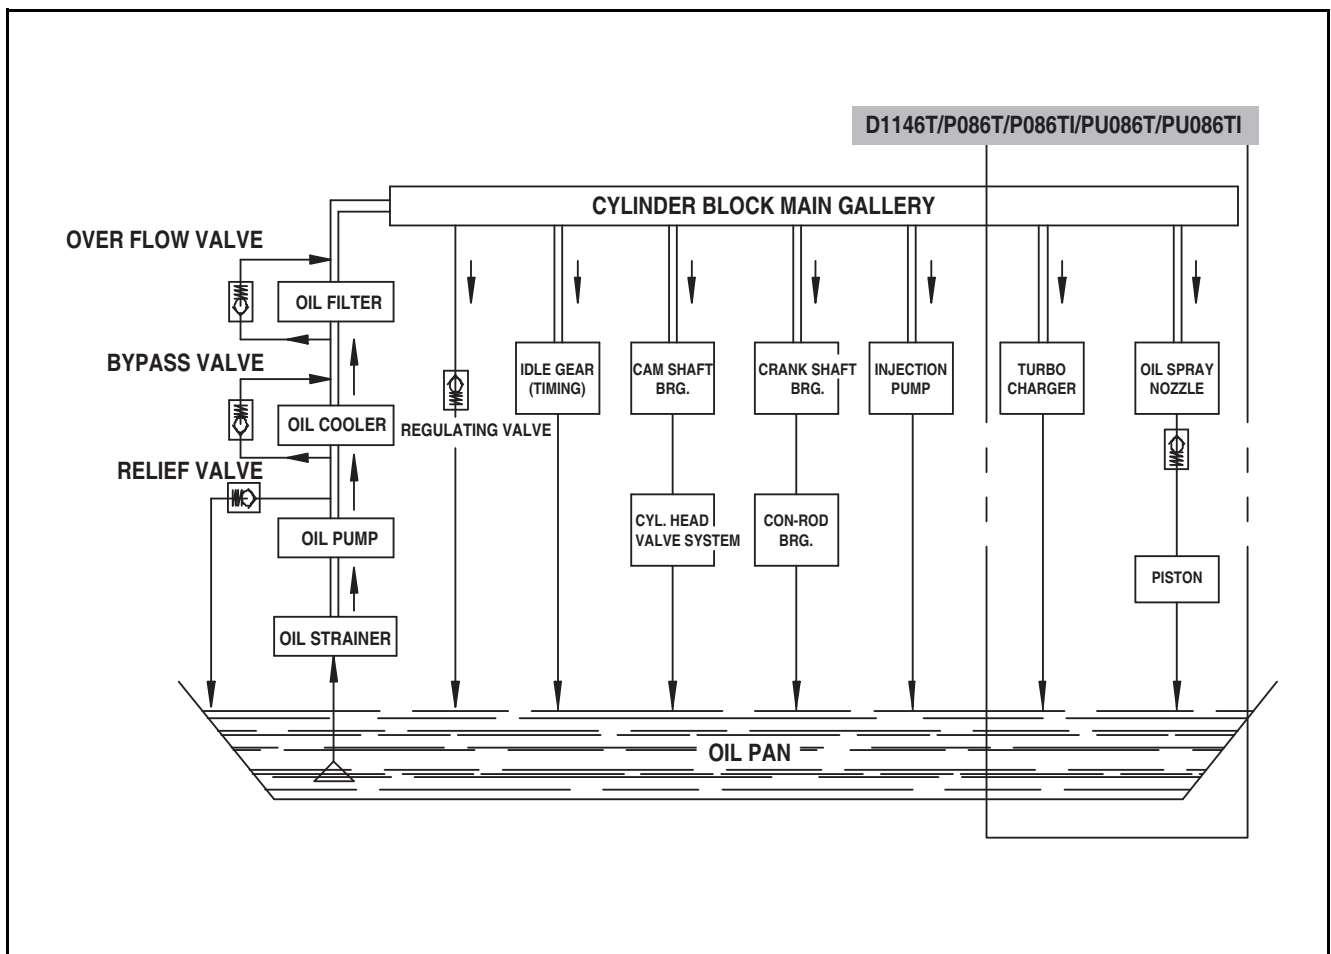 D1146T/P086T/P086TI/PU086T/PU086TI
CYLINDER BLOCK MAIN GALLERY
OVER FLOW VALVE
OIL FILTER
BYPASS VALVE
OIL COOLER
RELIEF VALVE
OIL PUMP
OIL STRAINER
REGULATING VALVE
IDLE GEAR
(TIMING)
CAM SHAFT
BRG.
CRANK SHAFT
BRG.
INJECTION
PUMP
TURBO
CHARGER
OIL SPRAY
NOZZLE
CYL. HEAD
VALVE SYSTEM
CON-ROD
BRG.
PISTON
OIL PAN